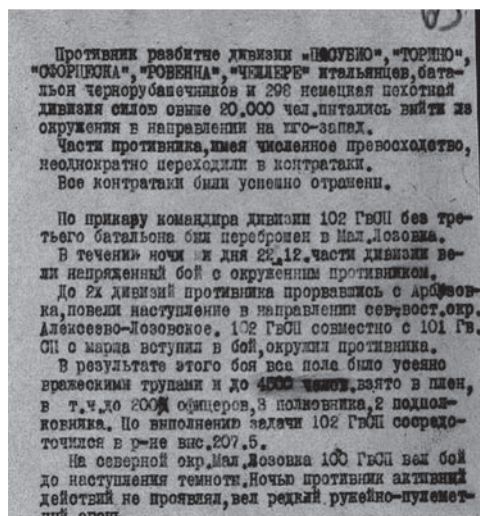 Противник разбитие дивизии "ПАСУБИО", "ТОРИНО",
"СФОРЦЕСКА", "РОВЕННА", "ЧЕЛЛЕРЕ" итальянцев, бата-
льон чернорубашечников и 298 немецкая пехотная
дивизия силою свыше 20.000 чел. пытались выйти из
окружения в направлении на юго-запад.
Части противника, имея численное превосходство,
неоднократно переходили в контратаки.
Все контратаки были успешно отражены.
По приказу командира дивизии 102 ГвСП без тре-
тьего батальона был переброшен в Мал.Лозовка.
В течении ночи и дня 22.12. части дивизии ве-
ли напряженный бой с окруженным противником.
До 2х дивизий противника прорвавшись с Арбузов-
ка, повели наступление в направлении сев-вост.окр.
Алексеево-Лозовское. 102 ГвСП совместно с 101 Гв.
СП с марша вступил в бой, окружил противника.
В результате этого боя все поле было усеяно
вражескими трупами и до 4500 человек взято в плен,
в т.ч. до 200 офицеров, 3 полковника, 2 подпол-
ковника. По выполнению задачи 102 ГвСП сосредо-
точился в р-не выс.207.5.
На северной окр.Мал.Лозовка 100 ГвСП вел бой
до наступления темноты. Ночью противник активных
действий не проявлял, вел редкий ружейно-пулемет-